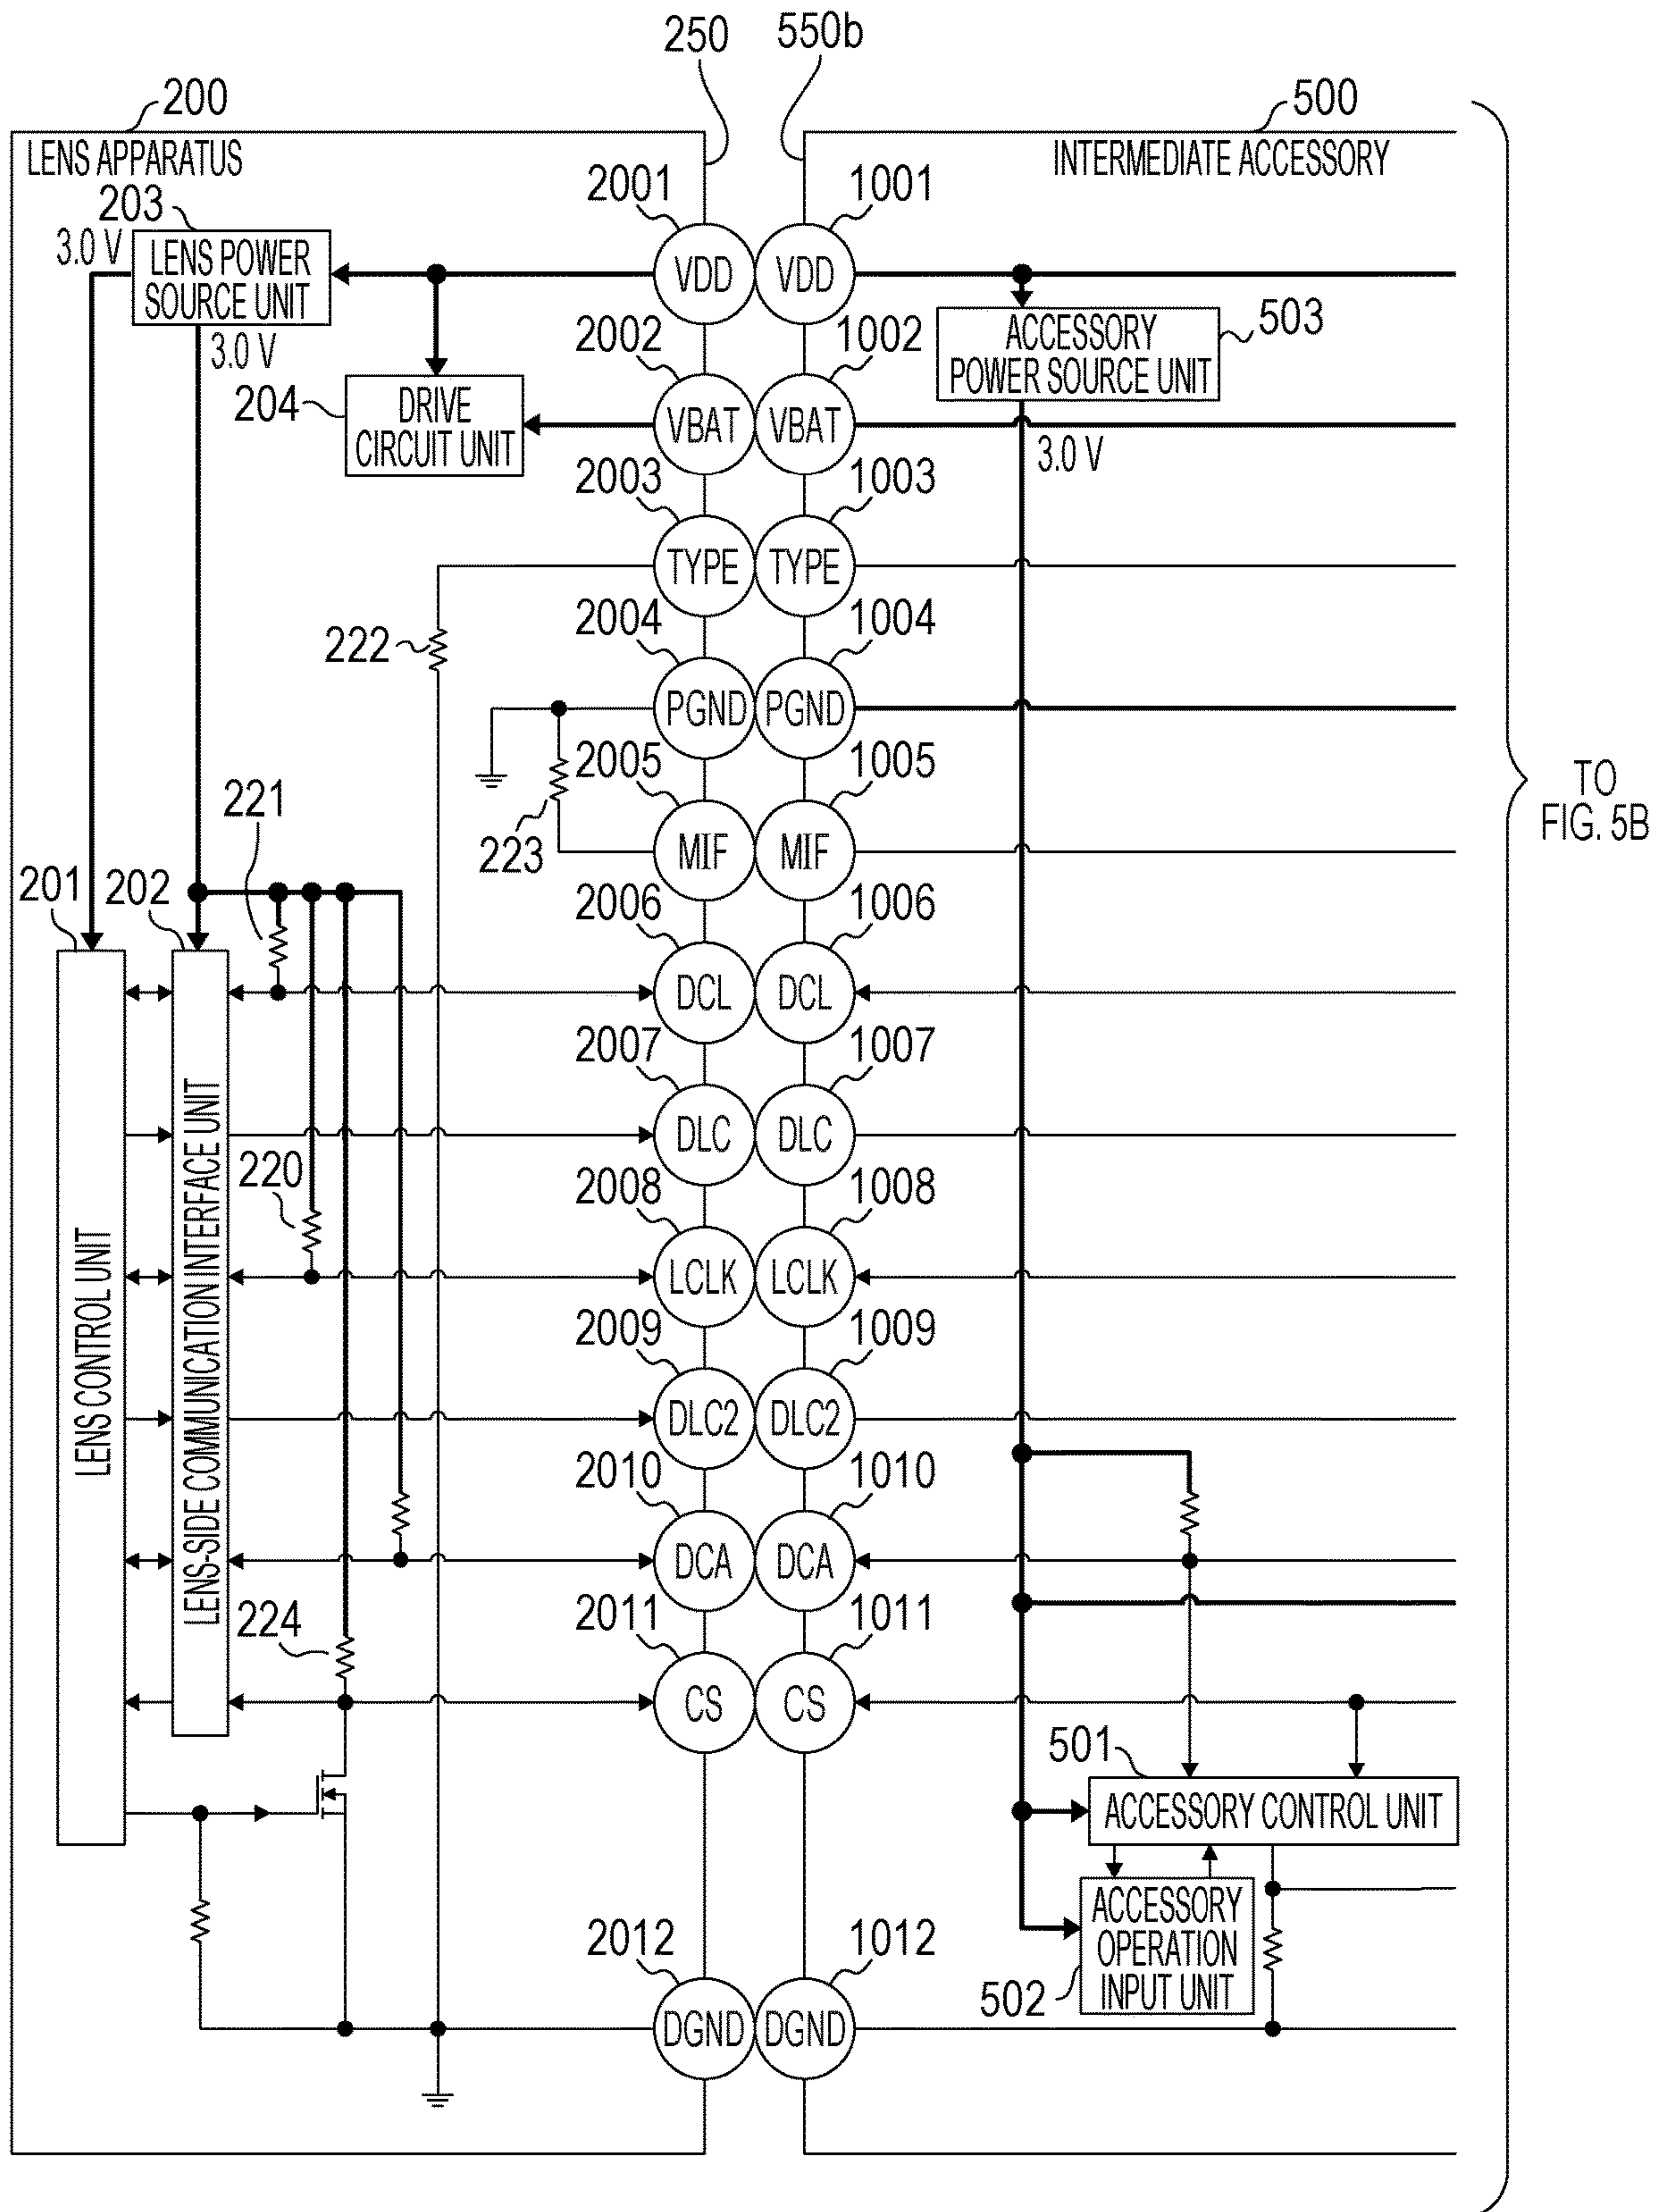 250
550b
200
500
LENS APPARATUS
INTERMEDIATE ACCESSORY
203
2001
1001
3.0 V
LENS POWER
SOURCE UNIT
VDD
VDD
3.0 V
2002
1002
503
ACCESSORY
POWER SOURCE UNIT
204
DRIVE
CIRCUIT UNIT
VBAT
VBAT
3.0 V
2003
1003
TYPE
TYPE
222
2004
1004
PGND
PGND
2005
1005
TO
FIG. 5B
221
223
MIF
MIF
201
202
2006
1006
DCL
DCL
2007
1007
DLC
DLC
220
2008
1008
LENS CONTROL UNIT
LENS-SIDE COMMUNICATION INTERFACE UNIT
LCLK
LCLK
2009
1009
DLC2
DLC2
2010
1010
DCA
DCA
224
2011
1011
CS
CS
501
ACCESSORY CONTROL UNIT
2012
1012
502
ACCESSORY
OPERATION
INPUT UNIT
DGND
DGND